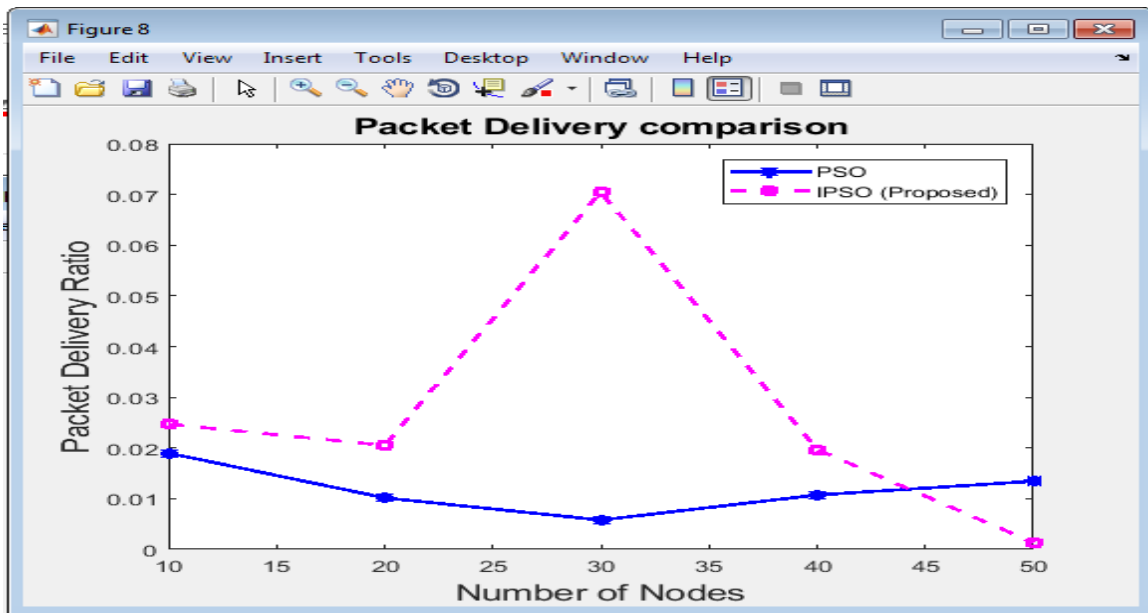 Figure 8
File Edit View Insert Tools Desktop Window Help
Packet Delivery comparison
PSO
IPSO (Proposed)
Packet Delivery Ratio
0.08
0.07
0.06
0.05
0.04
0.03
0.02
0.01
0
10 15 20 25 30 35 40 45 50
Number of Nodes